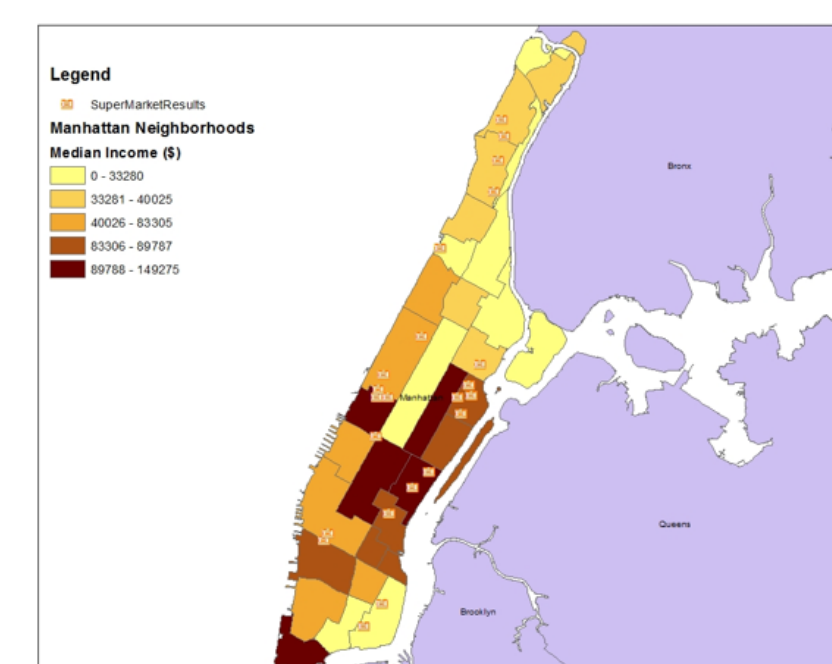 Legend
SuperMarketResults
Manhattan Neighborhoods
Median Income ($)
0 - 33280
33281 - 40025
40026 - 83305
83306 - 89787
89788 - 149275
Bronx
Manhattan
Queens
Brooklyn